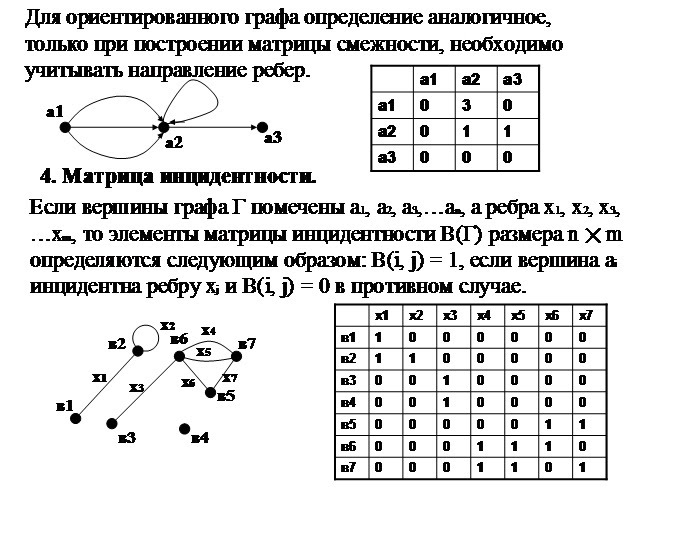 Для ориентированного графа определение аналогичное,
только при построении матрицы смежности, необходимо
учитывать направление ребер.
a1
a2
a3
a1 a2 a3
a1 0 3 0
a2 0 1 1
a3 0 0 0
4. Матрица инцидентности.
Если вершины графа Г помечены a₁, a₂, a₃,…aₙ, а ребра x₁, x₂, x₃,
…xₘ, то элементы матрицы инцидентности B(Г) размера n × m
определяются следующим образом: B(i, j) = 1, если вершина aᵢ
инцидентна ребру xⱼ и B(i, j) = 0 в противном случае.
x2
в2
в6
x4
x5
в7
x1
x3
x6
x7
в5
в1
в3
в4
x1 x2 x3 x4 x5 x6 x7
в1 1 0 0 0 0 0 0
в2 1 1 0 0 0 0 0
в3 0 0 1 0 0 0 0
в4 0 0 1 0 0 0 0
в5 0 0 0 0 0 1 1
в6 0 0 0 1 1 1 0
в7 0 0 0 1 1 0 1